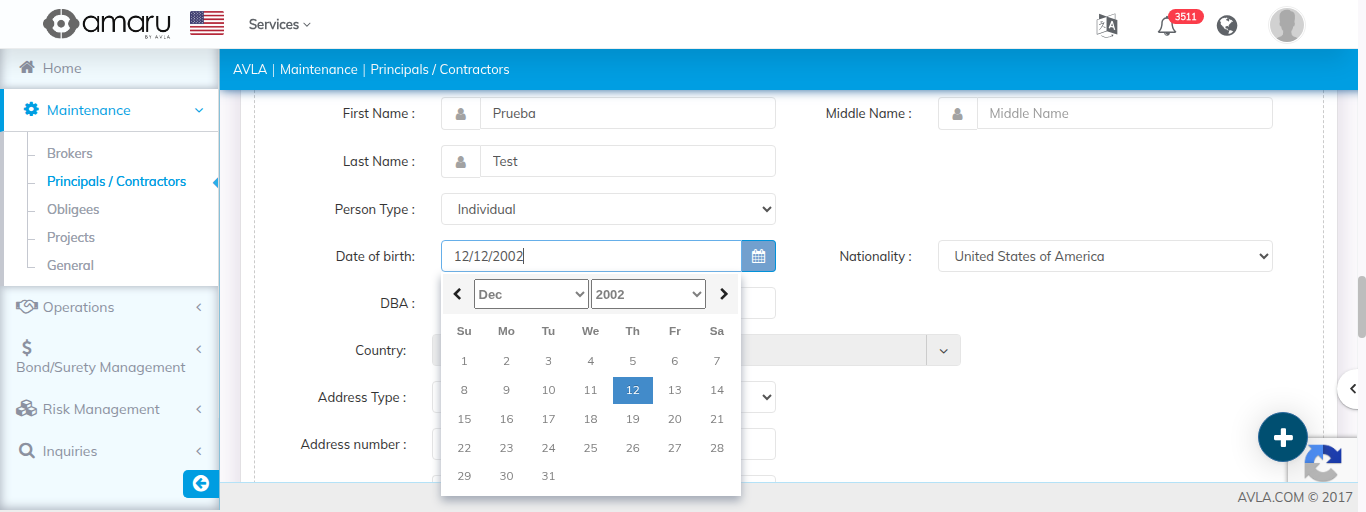 amaru
BY AVLA
Services
3511
Home
AVLA | Maintenance | Principals / Contractors
Maintenance
Brokers
Principals / Contractors
Obligees
Projects
General
Operations
Bond/Surety Management
Risk Management
Inquiries
First Name : Prueba Middle Name : Middle Name
Last Name : Test
Person Type : Individual
Date of birth: 12/12/2002 Nationality : United States of America
DBA :
Country:
Address Type :
Address number :
Dec 2002
Su Mo Tu We Th Fr Sa
1 2 3 4 5 6 7
8 9 10 11 12 13 14
15 16 17 18 19 20 21
22 23 24 25 26 27 28
29 30 31
AVLA.COM © 2017